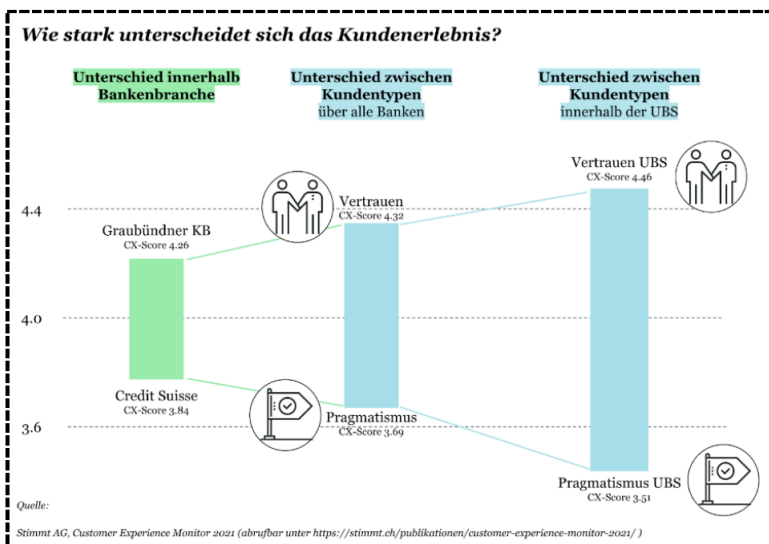 Wie stark unterscheidet sich das Kundenerlebnis?
Unterschied innerhalb
Bankenbranche
Unterschied zwischen
Kundentypen
über alle Banken
Unterschied zwischen
Kundentypen
innerhalb der UBS
Vertrauen UBS
CX-Score 4.46
Vertrauen
CX-Score 4.32
4.4
Graubündner KB
CX-Score 4.26
4.0
Credit Suisse
CX-Score 3.84
Pragmatismus
CX-Score 3.69
3.6
Pragmatismus UBS
CX-Score 3.51
Quelle:
Stimmt AG, Customer Experience Monitor 2021 (abrufbar unter https://stimmt.ch/publikationen/customer-experience-monitor-2021/ )